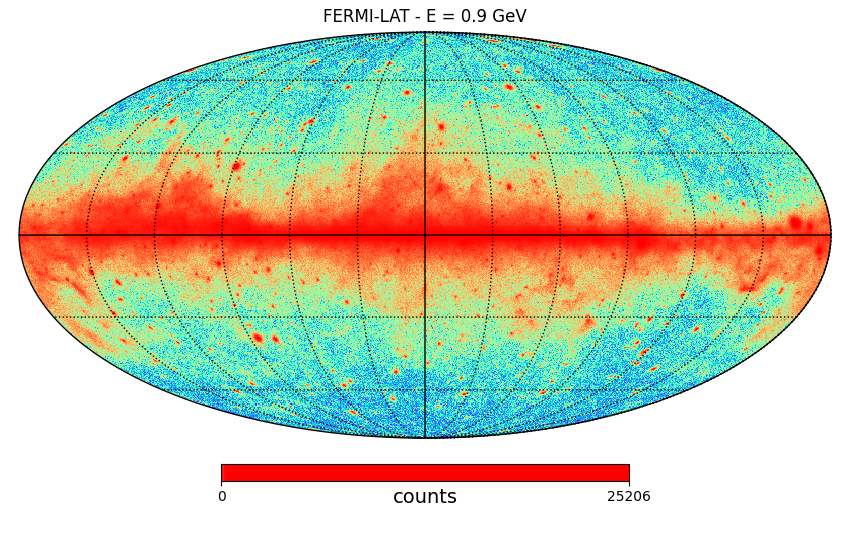 FERMI-LAT - E = 0.9 GeV
0
25206
counts